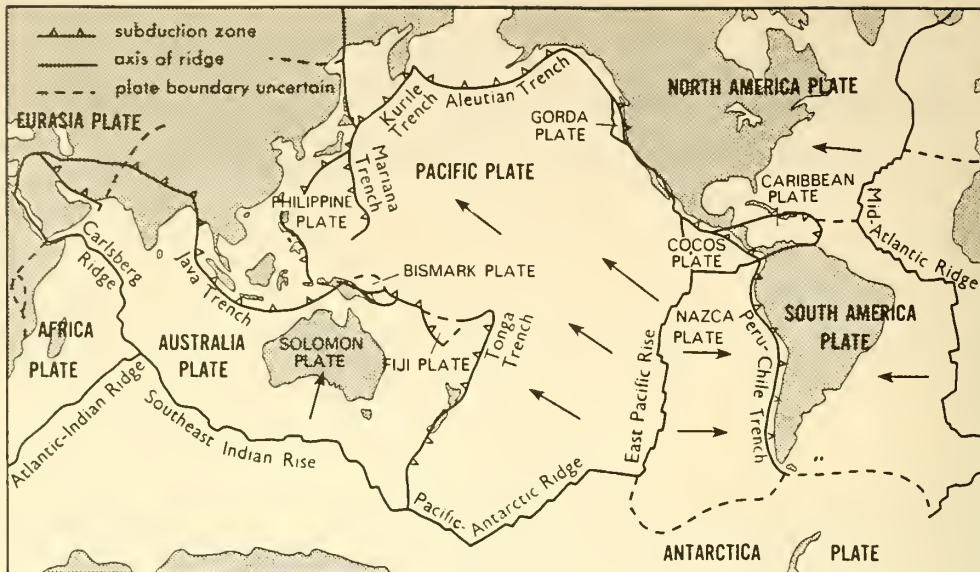 subduction zone
axis of ridge
plate boundary uncertain
EURASIA PLATE
NORTH AMERICA PLATE
Kurile
Trench
Aleutian Trench
GORDA
PLATE
PACIFIC PLATE
Mariana
Trench
PHILIPPINE
PLATE
CARIBBEAN
PLATE
Mid-Atlantic Ridge
COCOS
PLATE
Carlsberg
Ridge
Java Trench
BISMARK PLATE
AFRICA
PLATE
AUSTRALIA
PLATE
SOLOMON
PLATE
FIJI PLATE
Tonga
Trench
NAZCA
PLATE
SOUTH AMERICA
PLATE
East Pacific Rise
Peru-Chile Trench
Atlantic-Indian Ridge
Southeast Indian Rise
Pacific-Antarctic Ridge
ANTARCTICA PLATE